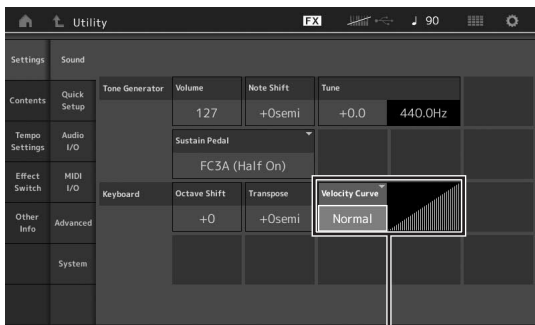 Utility
FX
♩ 90
Settings
Sound
Tone Generator
Volume
Note Shift
Tune
127
+0semi
+0.0
440.0Hz
Contents
Quick
Setup
Sustain Pedal
FC3A (Half On)
Tempo
Settings
Audio
I/O
Effect
Switch
MIDI
I/O
Keyboard
Octave Shift
Transpose
Velocity Curve
+0
+0semi
Normal
Other
Info
Advanced
System